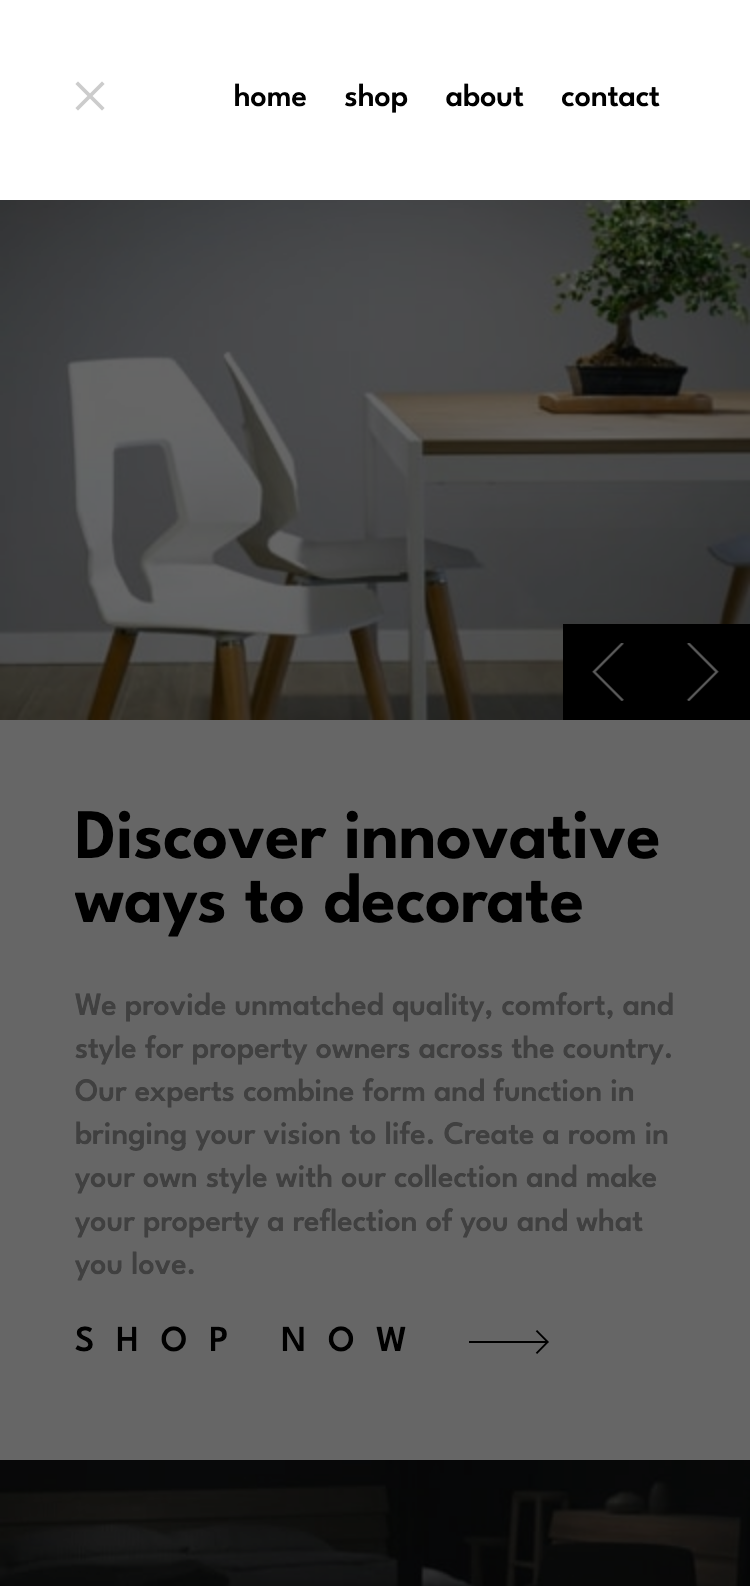 home shop about contact
Discover innovative
ways to decorate
We provide unmatched quality, comfort, and
style for property owners across the country.
Our experts combine form and function in
bringing your vision to life. Create a room in
your own style with our collection and make
your property a reflection of you and what
you love.
SHOP NOW